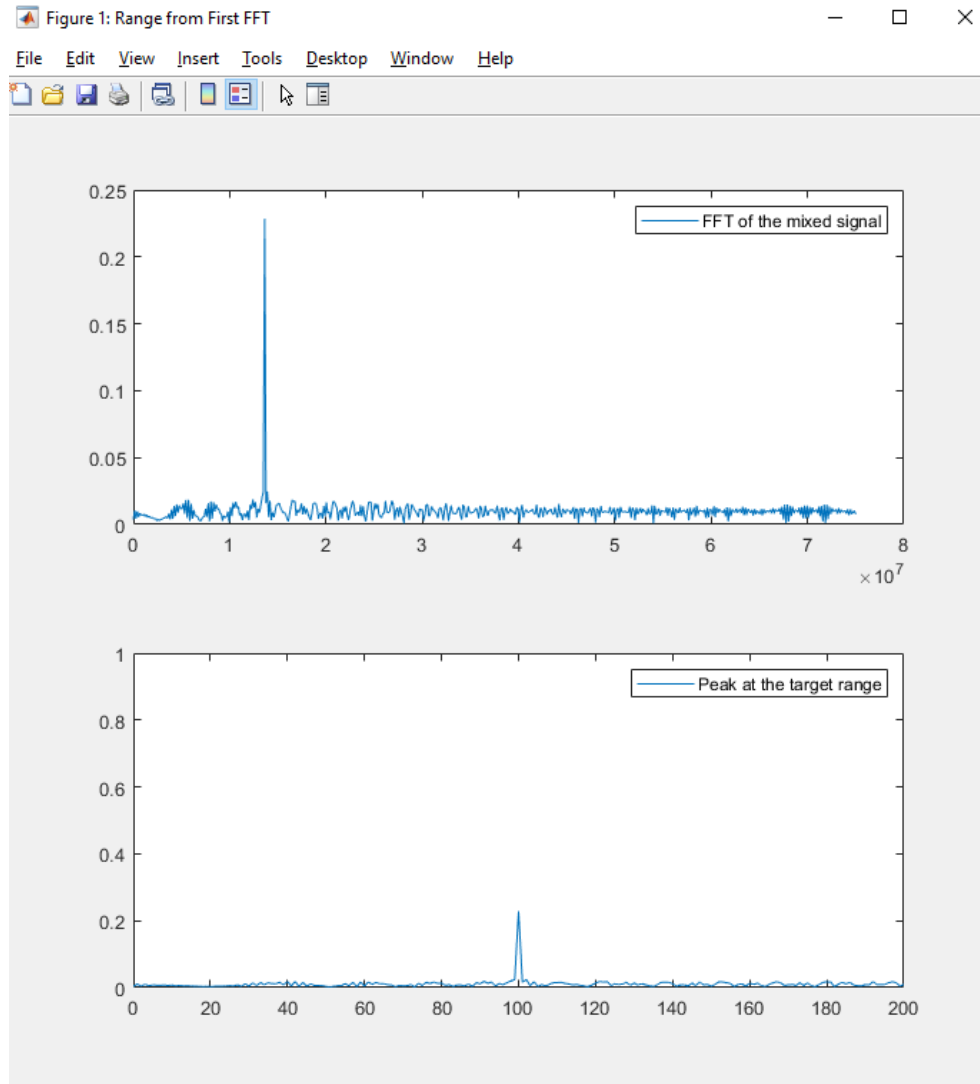 Figure 1: Range from First FFT
File Edit View Insert Tools Desktop Window Help
0.25
FFT of the mixed signal
0.2
0.15
0.1
0.05
0
0 1 2 3 4 5 6 7 8
×10^7
1
Peak at the target range
0.8
0.6
0.4
0.2
0
0 20 40 60 80 100 120 140 160 180 200